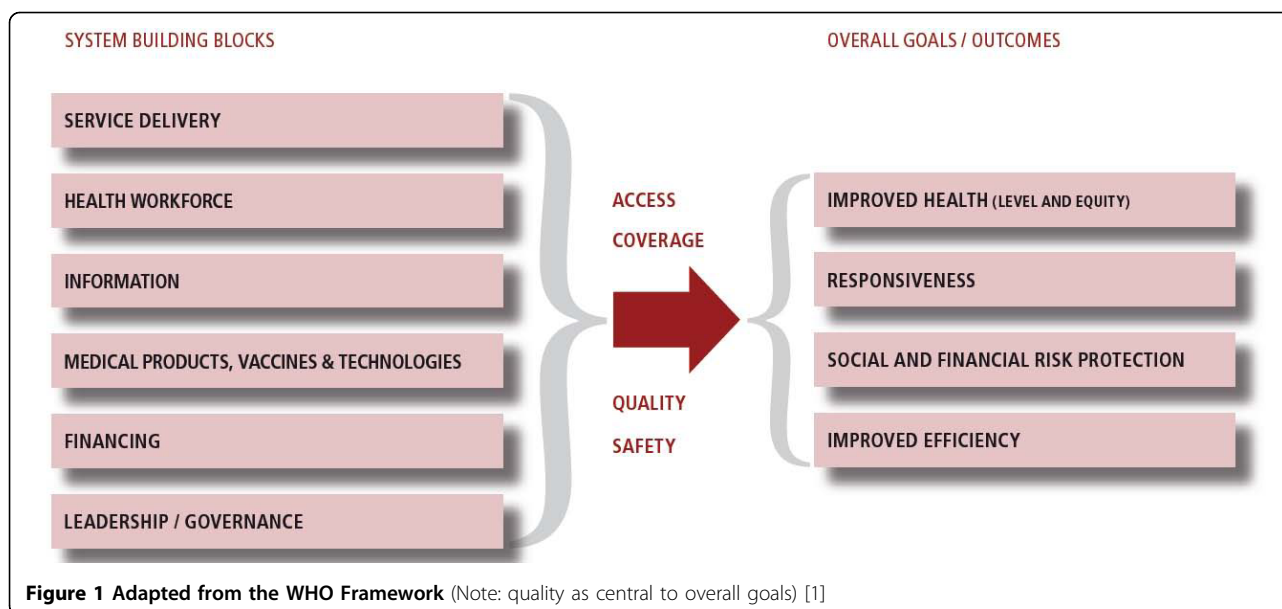 SYSTEM BUILDING BLOCKS
SERVICE DELIVERY
HEALTH WORKFORCE
INFORMATION
MEDICAL PRODUCTS, VACCINES & TECHNOLOGIES
FINANCING
LEADERSHIP / GOVERNANCE
ACCESS
COVERAGE
QUALITY
SAFETY
OVERALL GOALS / OUTCOMES
IMPROVED HEALTH (LEVEL AND EQUITY)
RESPONSIVENESS
SOCIAL AND FINANCIAL RISK PROTECTION
IMPROVED EFFICIENCY
Figure 1 Adapted from the WHO Framework (Note: quality as central to overall goals) [1]